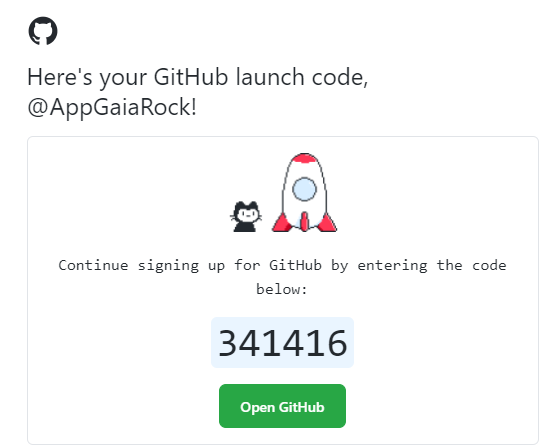 Here's your GitHub launch code,
@AppGaiaRock!
Continue signing up for GitHub by entering the code
below:
341416
Open GitHub